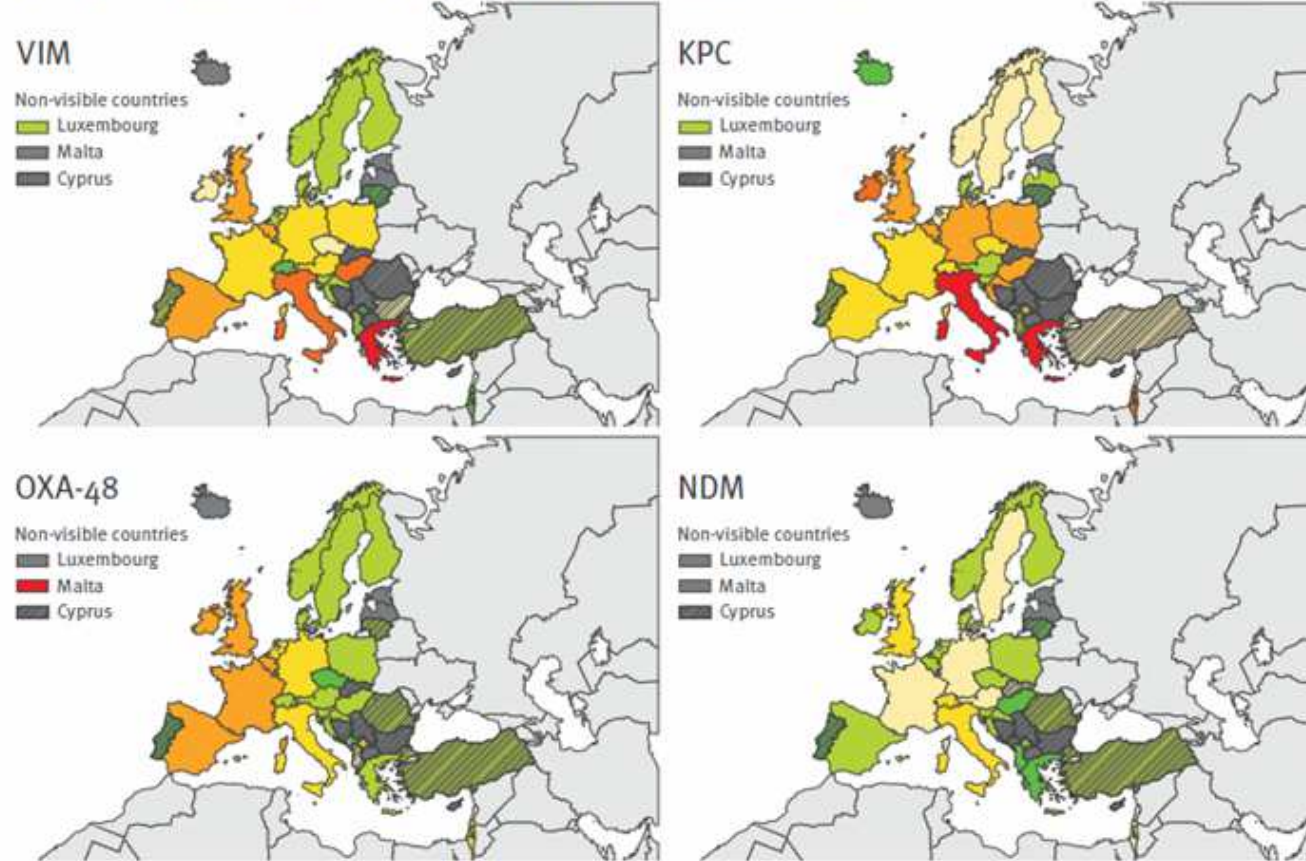 VIM
Non-visible countries
Luxembourg
Malta
Cyprus
KPC
Non-visible countries
Luxembourg
Malta
Cyprus
OXA-48
Non-visible countries
Luxembourg
Malta
Cyprus
NDM
Non-visible countries
Luxembourg
Malta
Cyprus